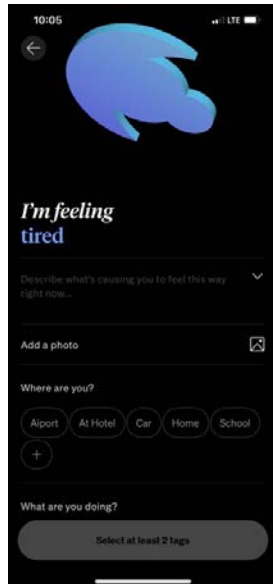 10:05
LTE
I'm feeling
tired
Describe what's causing you to feel this way
right now...
Add a photo
Where are you?
Aiport
At Hotel
Car
Home
School
+
What are you doing?
Select at least 2 tags